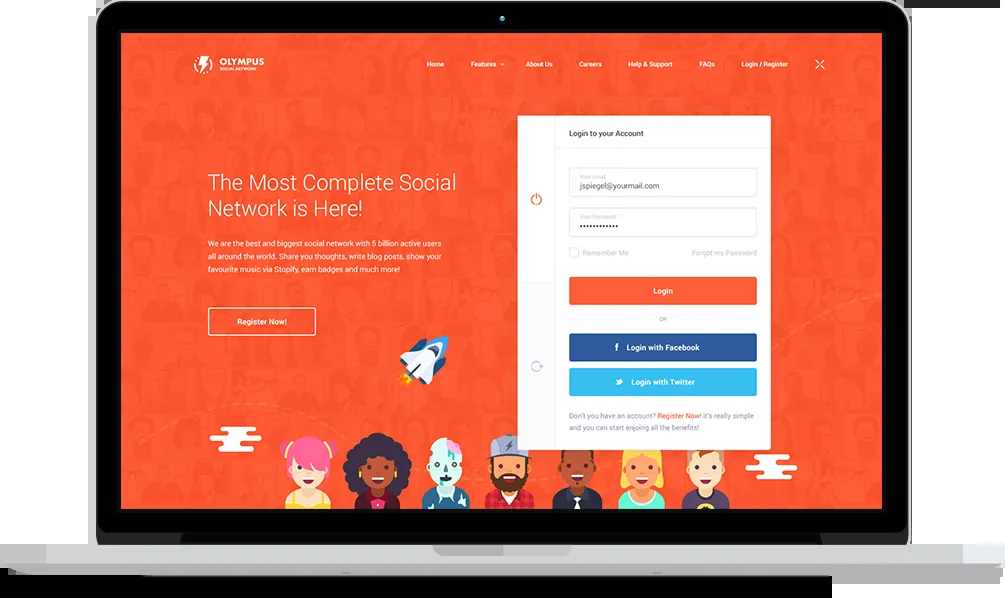 OLYMPUS
SOCIAL NETWORK
Home Features About Us Careers Help & Support FAQs Login / Register
The Most Complete Social
Network is Here!
We are the best and biggest social network with 5 billion active users
all around the world. Share you thoughts, write blog posts, show your
favourite music via Stopify, earn badges and much more!
Register Now!
Login to your Account
Your Email
jspiegel@yourmail.com
Your Password
••••••••••••
Remember Me Forgot my Password
Login
OR
f Login with Facebook
Login with Twitter
Don't you have an account? Register Now! it's really simple
and you can start enjoing all the benefits!